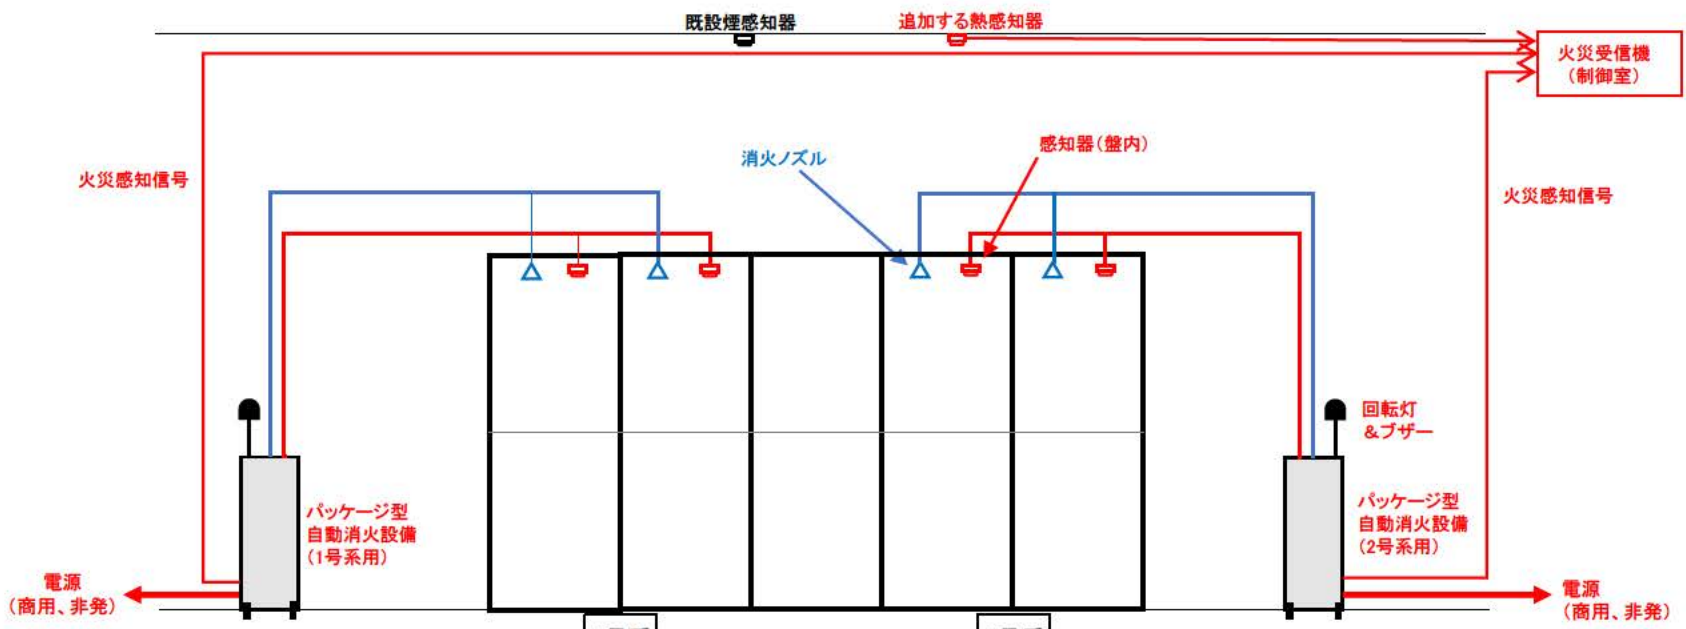 既設煙感知器
追加する熱感知器
火災受信機
（制御室）
感知器（盤内）
消火ノズル
火災感知信号
火災感知信号
回転灯
＆ブザー
パッケージ型
自動消火設備
（1号系用）
パッケージ型
自動消火設備
（2号系用）
電源
（商用、非発）
電源
（商用、非発）